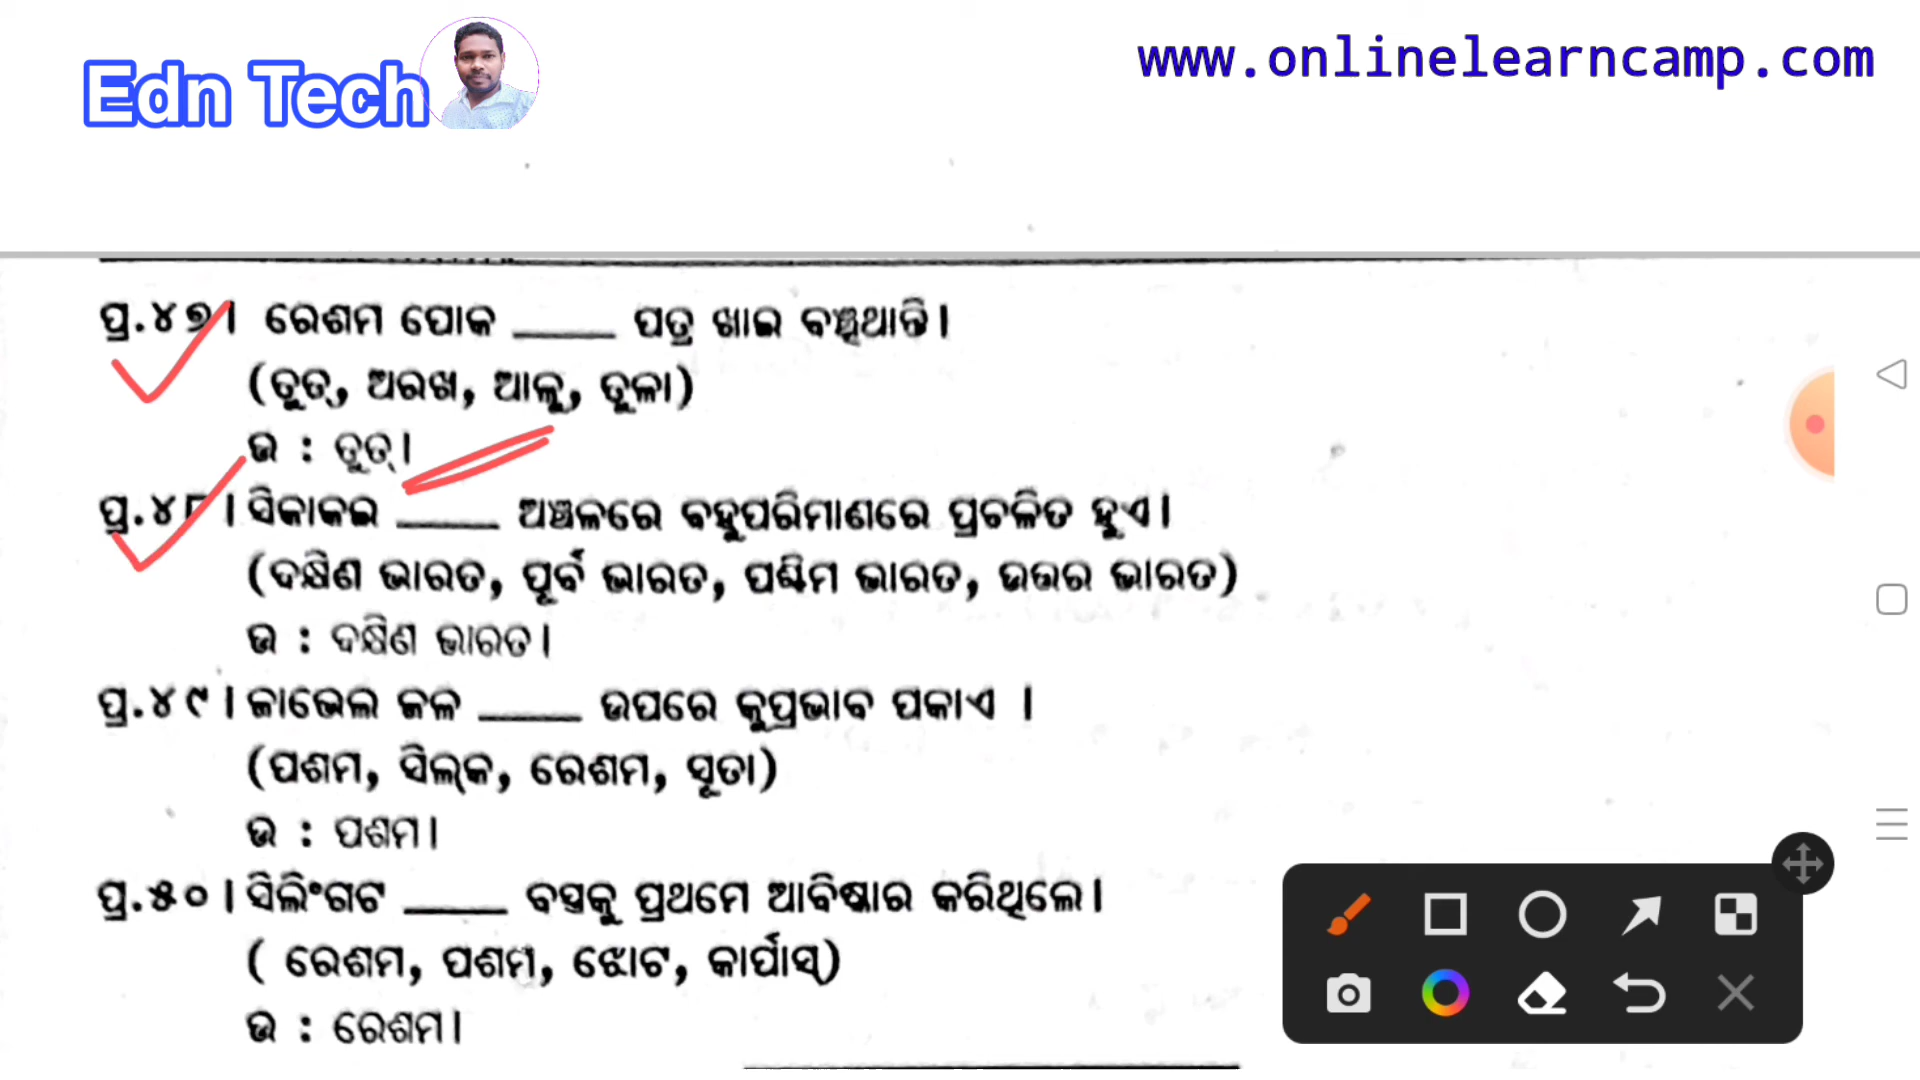 Edn Tech
www.onlinelearncamp.com
ପ୍ର.୪୭। ରେଶମ ପୋକ ____ ପତ୍ର ଖାଇ ବଞ୍ଚିଥାନ୍ତି।
(ତୁତ୍, ଅରଖ, ଆଳୁ, ତୁଳା)
ଉ : ତୁତ୍।
ପ୍ର.୪୮। ସିକାକଇ ____ ଅଞ୍ଚଳରେ ବହୁପରିମାଣରେ ପ୍ରଚଳିତ ହୁଏ।
(ଦକ୍ଷିଣ ଭାରତ, ପୂର୍ବ ଭାରତ, ପଶ୍ଚିମ ଭାରତ, ଉତ୍ତର ଭାରତ)
ଉ : ଦକ୍ଷିଣ ଭାରତ।
ପ୍ର.୪୯। ଜାଭେଲ ଜଳ ____ ଉପରେ କୁପ୍ରଭାବ ପକାଏ ।
(ପଶମ, ସିଲ୍‌କ, ରେଶମ, ସୂତା)
ଉ : ପଶମ।
ପ୍ର.୫୦। ସିଲିଂଗଟ ____ ବସ୍ତ୍ରକୁ ପ୍ରଥମେ ଆବିଷ୍କାର କରିଥିଲେ।
( ରେଶମ, ପଶମ, ଝୋଟ, କାର୍ପାସ୍)
ଉ : ରେଶମ।